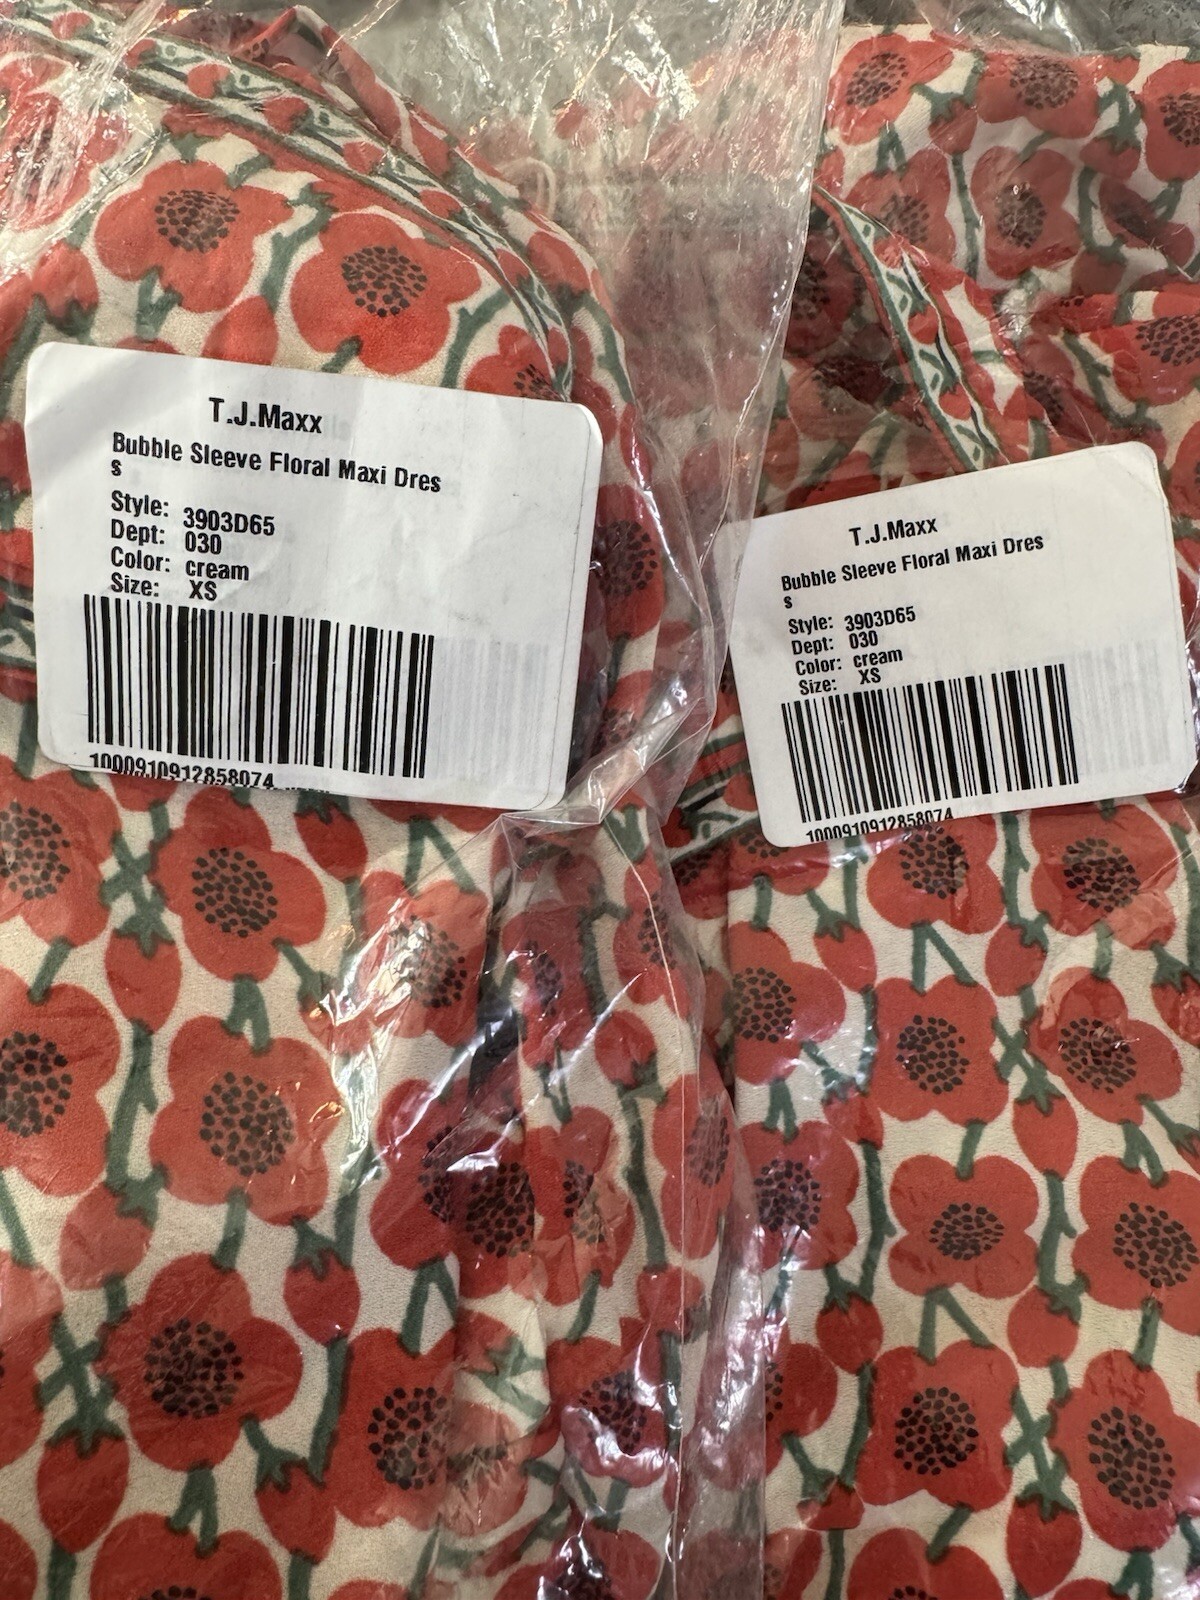 T.J.Maxx
Bubble Sleeve Floral Maxi Dres
s
Style: 3903D65
Dept: 030
Color: cream
Size: XS
1000910912858074
T.J.Maxx
Bubble Sleeve Floral Maxi Dres
s
Style: 3903D65
Dept: 030
Color: cream
Size: XS
1000910912858074